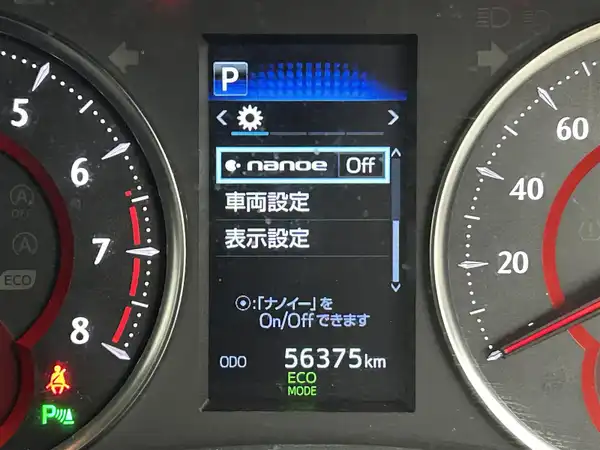 P
nanoe Off
車両設定
表示設定
:「ナノイー」を
On/Offできます
ODO 56375km
ECO
MODE
5
6
7
8
ECO
P
60
40
20